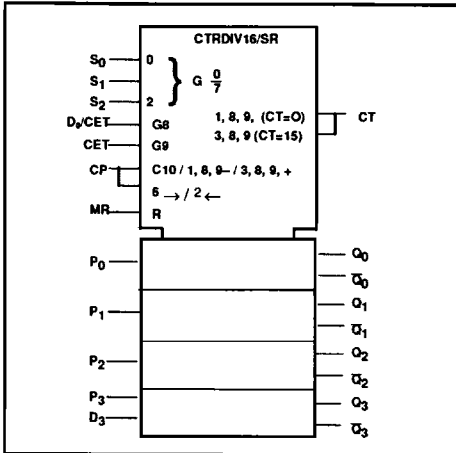 CTRDIV16/SR
S0 0
S1 } G 0/7
S2 2
D0/CET G8 1, 8, 9, (CT=O) CT
CET G9 3, 8, 9 (CT=15)
CP C10 / 1, 8, 9– / 3, 8, 9, +
6 → / 2 ←
MR R
P0 Q0
Q̅0
P1 Q1
Q̅1
P2 Q2
Q̅2
P3 Q3
D3 Q̅3